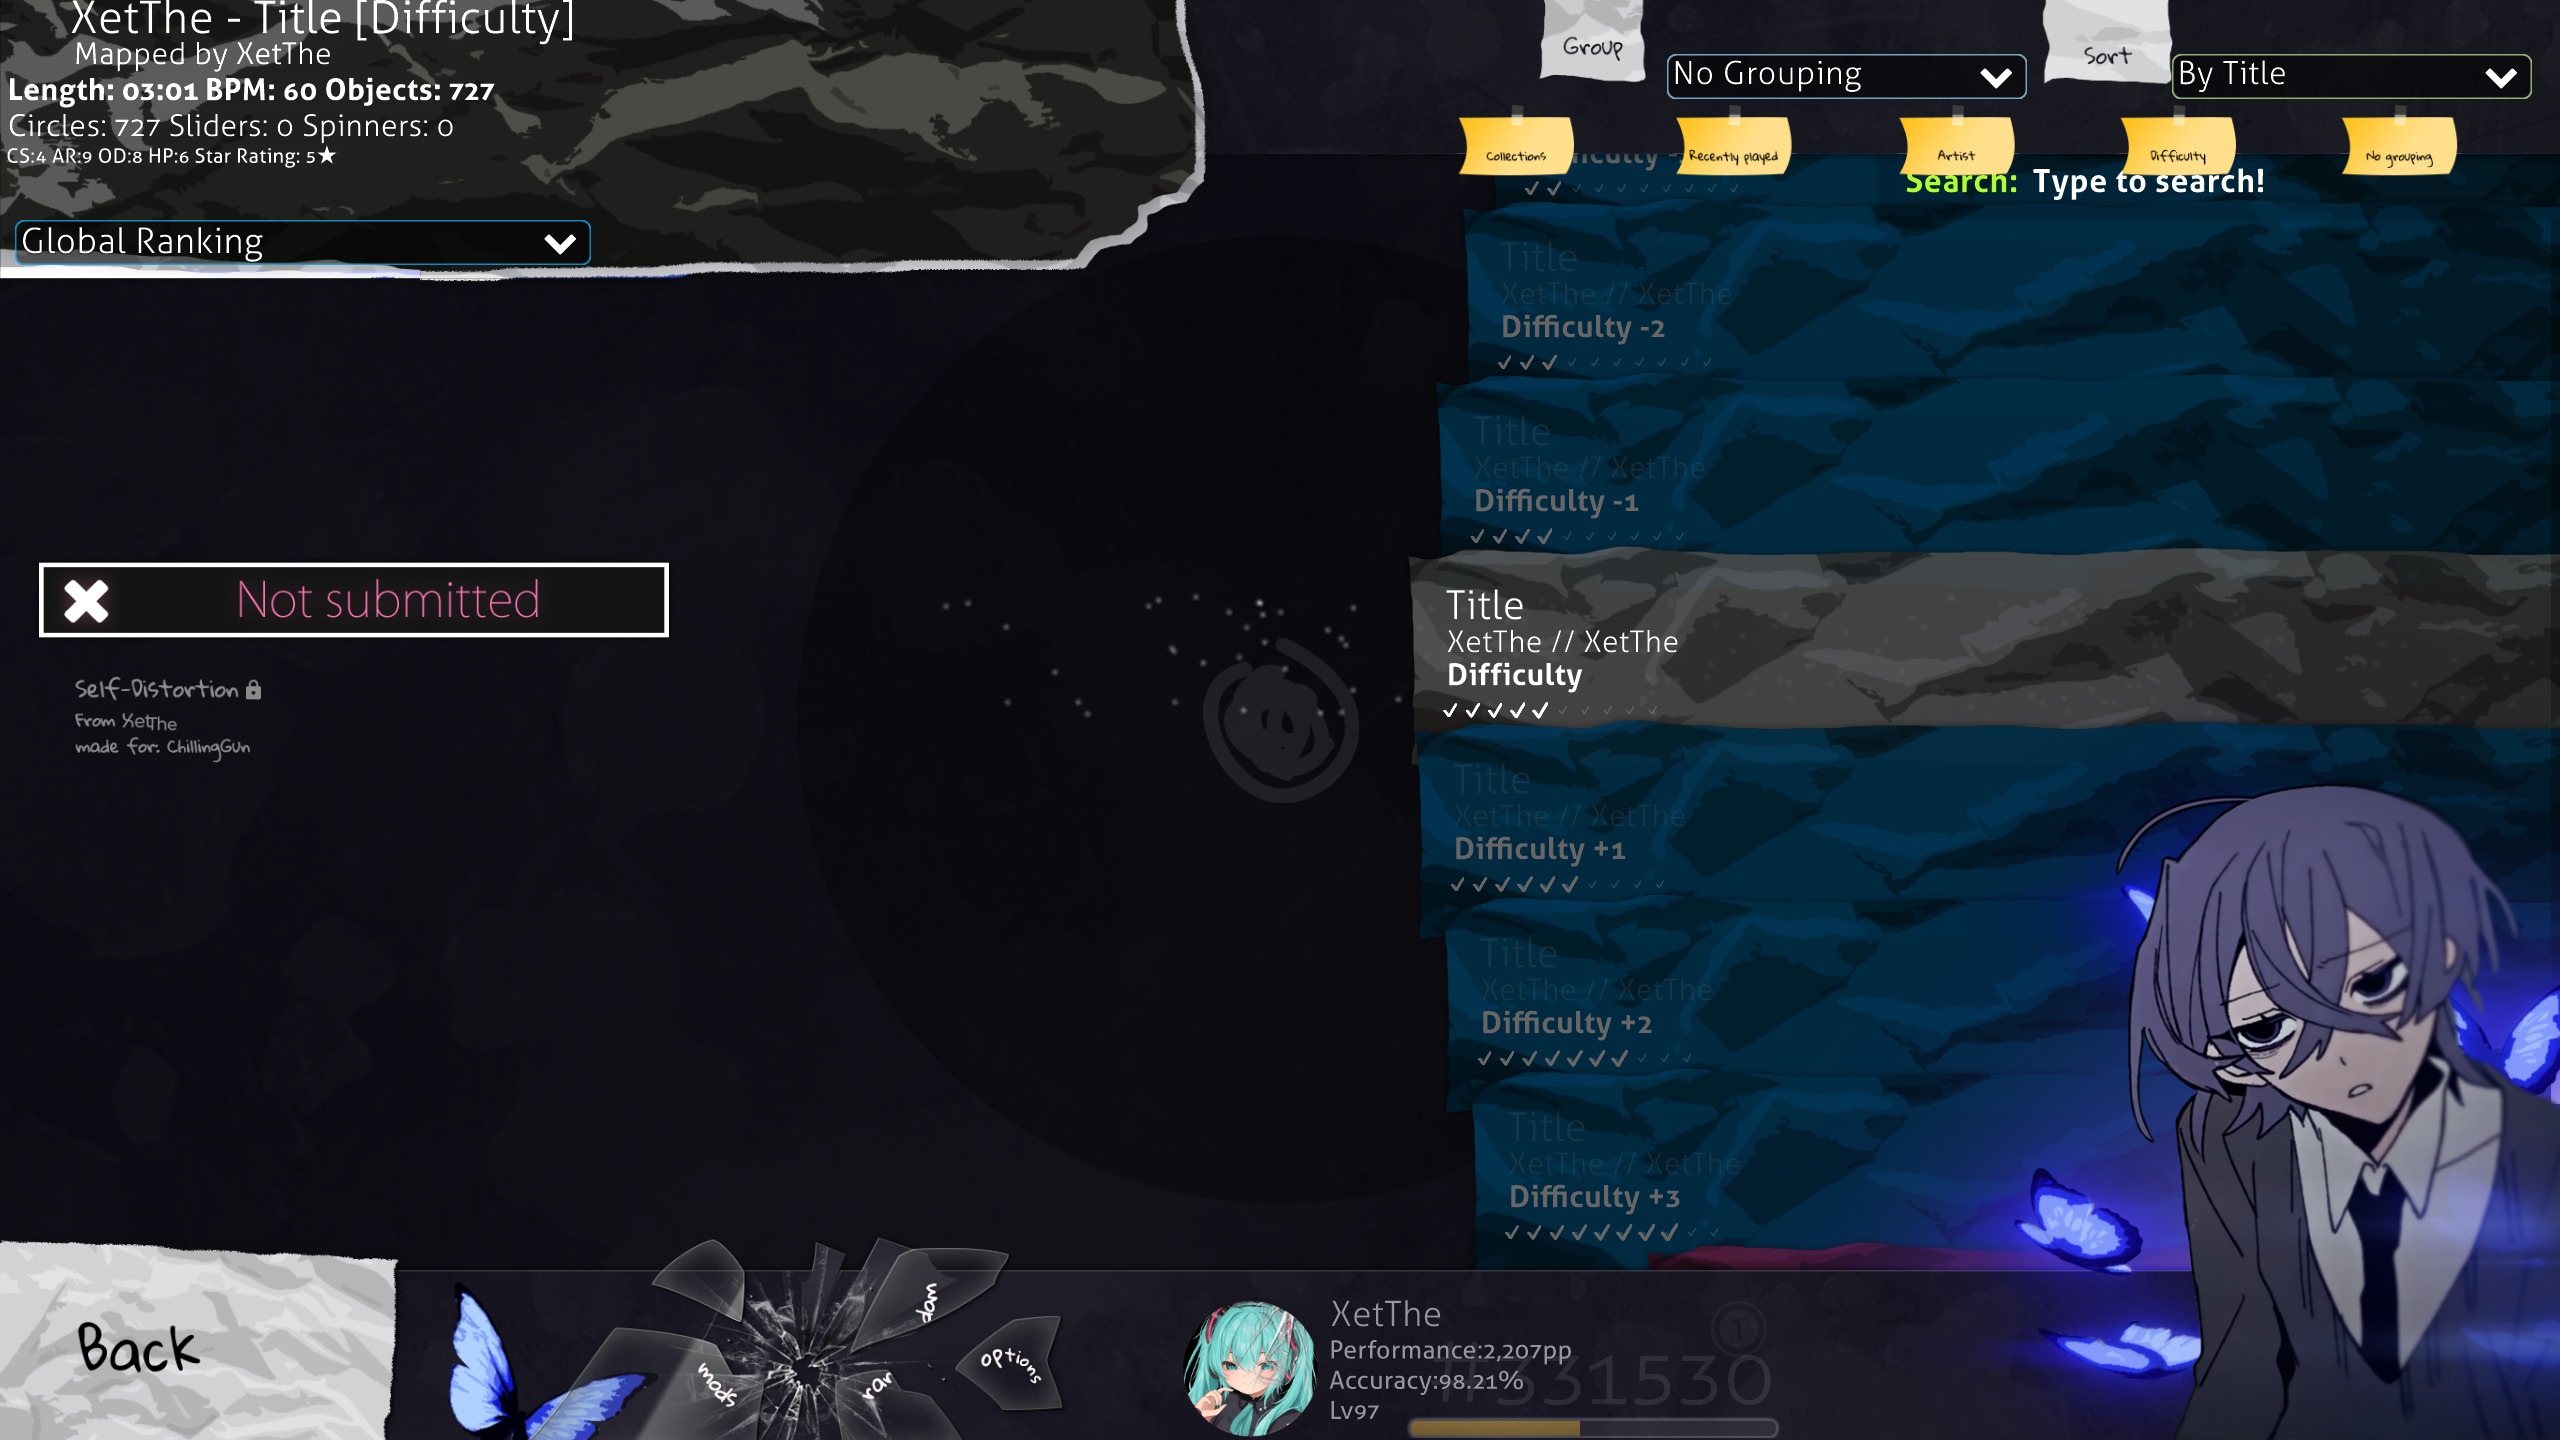 XetThe - Title [Difficulty]
Mapped by XetThe
Length: 03:01 BPM: 60 Objects: 727
Circles: 727 Sliders: 0 Spinners: 0
CS:4 AR:9 OD:8 HP:6 Star Rating: 5★
Global Ranking
Group
No Grouping
Sort
By Title
Collections
Recently played
Artist
Difficulty
No grouping
Search: Type to search!
Title
XetThe // XetThe
Difficulty -2
Title
XetThe // XetThe
Difficulty -1
Title
XetThe // XetThe
Difficulty
Title
XetThe // XetThe
Difficulty +1
Title
XetThe // XetThe
Difficulty +2
Title
XetThe // XetThe
Difficulty +3
Not submitted
Self-Distortion
From XetThe
made for: ChillingGun
Back
mods
rar
map
options
XetThe
Performance:2,207pp
Accuracy:98.21%
Lv97
#331530
1